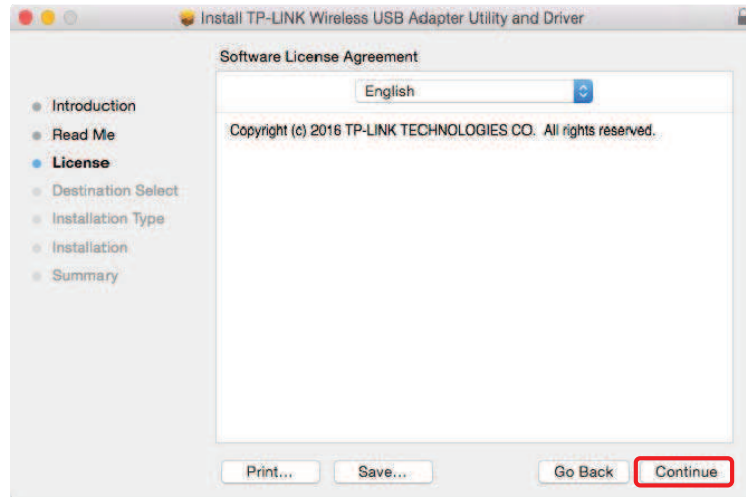 Install TP-LINK Wireless USB Adapter Utility and Driver
Software License Agreement
English
Introduction
Read Me
License
Destination Select
Installation Type
Installation
Summary
Copyright (c) 2016 TP-LINK TECHNOLOGIES CO. All rights reserved.
Print... Save... Go Back Continue